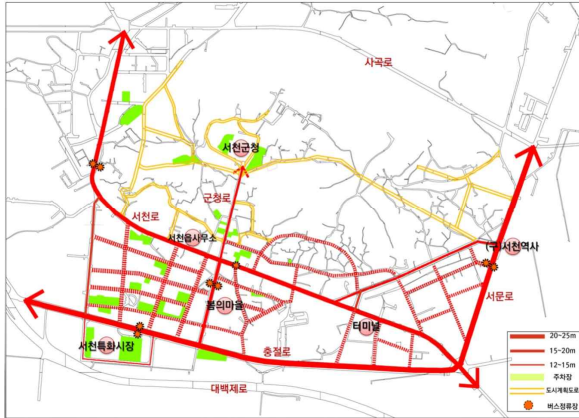 사곡로
서천군청
군청로
서천로
서천읍사무소
(구)서천역사
봄의마을
서문로
터미널
서천특화시장
충절로
대백제로
20~25m
15~20m
12~15m
주차장
도시계획도로
버스정류장